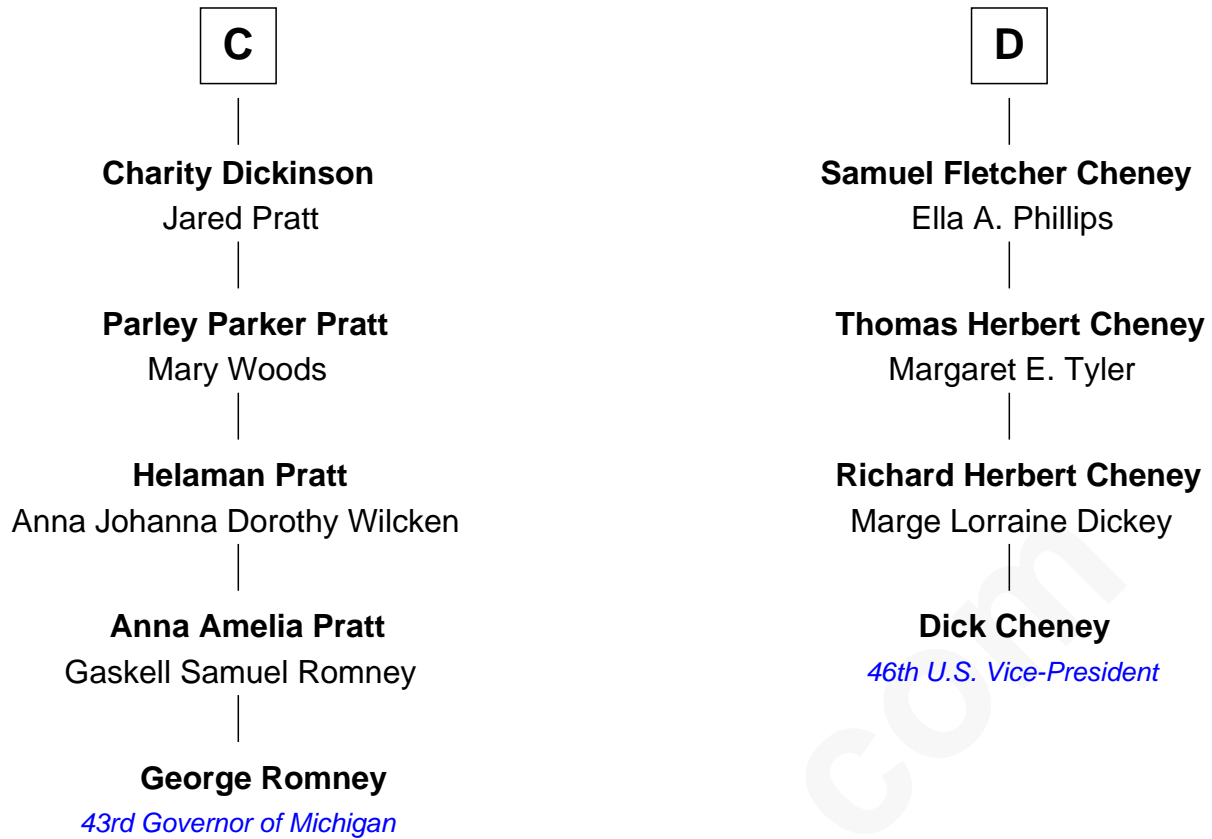 C
Charity Dickinson
Jared Pratt
Parley Parker Pratt
Mary Woods
Helaman Pratt
Anna Johanna Dorothy Wilcken
Anna Amelia Pratt
Gaskell Samuel Romney
George Romney
43rd Governor of Michigan
D
Samuel Fletcher Cheney
Ella A. Phillips
Thomas Herbert Cheney
Margaret E. Tyler
Richard Herbert Cheney
Marge Lorraine Dickey
Dick Cheney
46th U.S. Vice-President
com